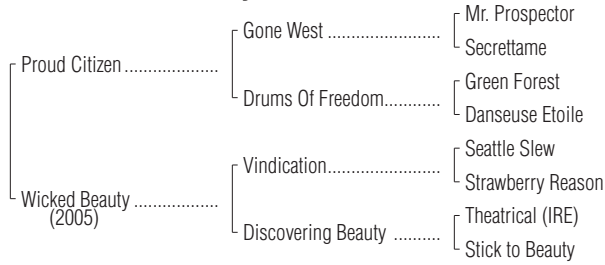 Mr. Prospector
Gone West .......................
Secrettame
Proud Citizen ....................
Green Forest
Drums Of Freedom............
Danseuse Etoile
Seattle Slew
Vindication........................
Strawberry Reason
Wicked Beauty ..................
(2005)
Theatrical (IRE)
Discovering Beauty ..........
Stick to Beauty